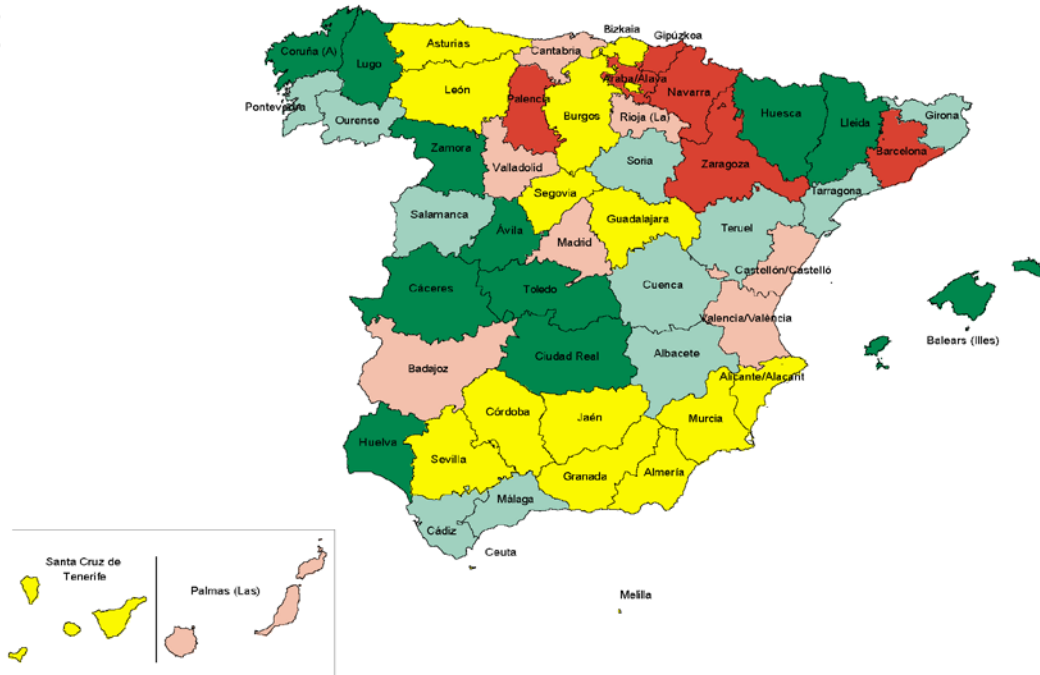 Bizkaia
Gipúzkoa
Asturias
Cantabria
Coruña (A)
Lugo
Araba/Álava
León
Palencia
Navarra
Huesca
Lleida
Girona
Pontevedra
Ourense
Burgos
Rioja (La)
Barcelona
Zamora
Valladolid
Soria
Zaragoza
Tarragona
Segovia
Salamanca
Guadalajara
Ávila
Madrid
Teruel
Castellón/Castelló
Cáceres
Toledo
Cuenca
Valencia/València
Balears (Illes)
Badajoz
Ciudad Real
Albacete
Alicante/Alacant
Córdoba
Jaén
Murcia
Huelva
Sevilla
Granada
Almería
Málaga
Cádiz
Ceuta
Santa Cruz de
Tenerife
Palmas (Las)
Melilla